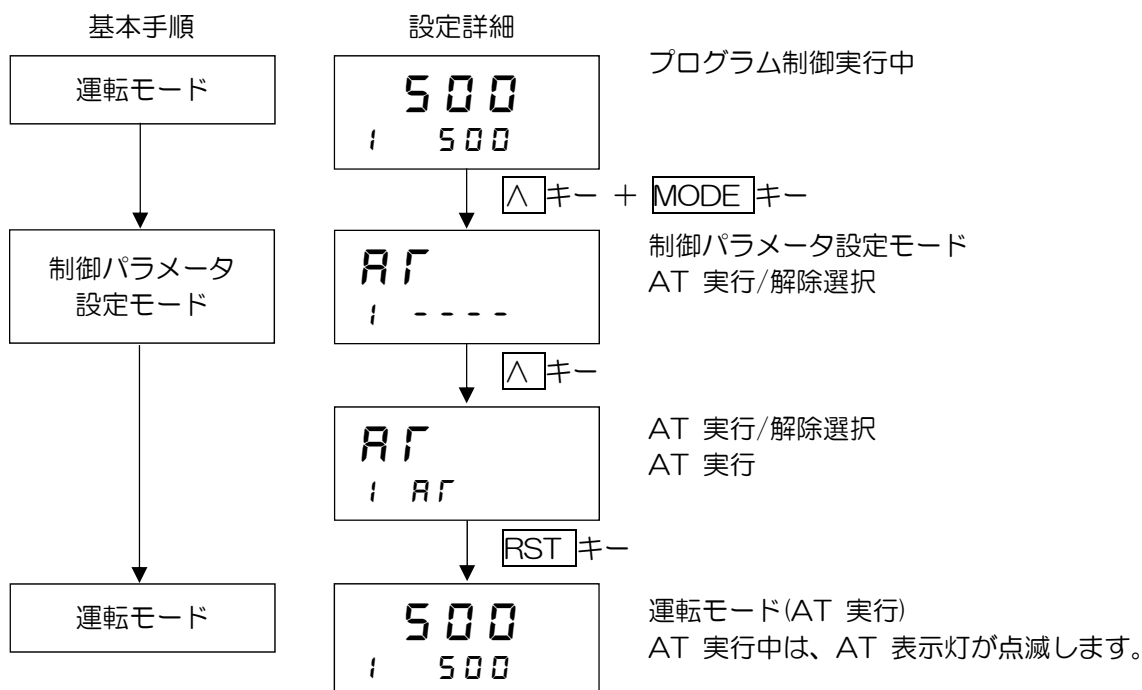 基本手順
設定詳細
運転モード
500
1 500
プログラム制御実行中
∧ キー + MODE キー
制御パラメータ
設定モード
AT
1 ----
制御パラメータ設定モード
AT 実行/解除選択
∧ キー
AT
1 AT
AT 実行/解除選択
AT 実行
RST キー
運転モード
500
1 500
運転モード(AT 実行)
AT 実行中は、AT 表示灯が点滅します。